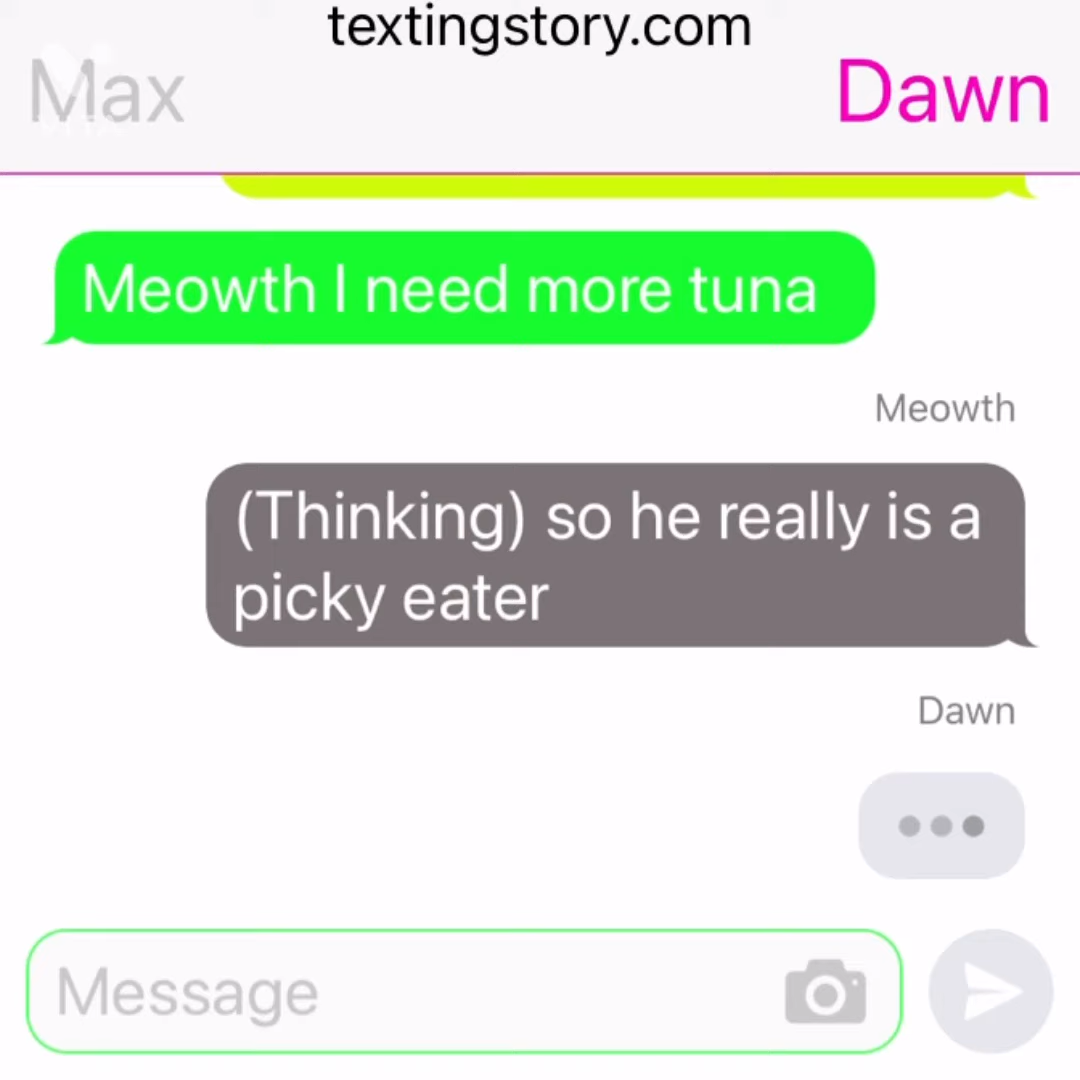 textingstory.com
Max
Dawn
Meowth I need more tuna
Meowth
(Thinking) so he really is a
picky eater
Dawn
Message